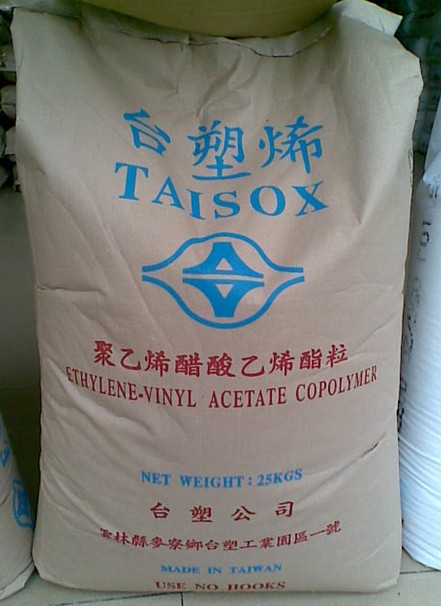 台塑烯
TAISOX
聚乙烯醋酸乙烯酯粒
ETHYLENE-VINYL ACETATE COPOLYMER
NET WEIGHT: 25KGS
台塑公司
雲林縣麥寮鄉台塑工業園區一號
MADE IN TAIWAN
USE NO HOOKS